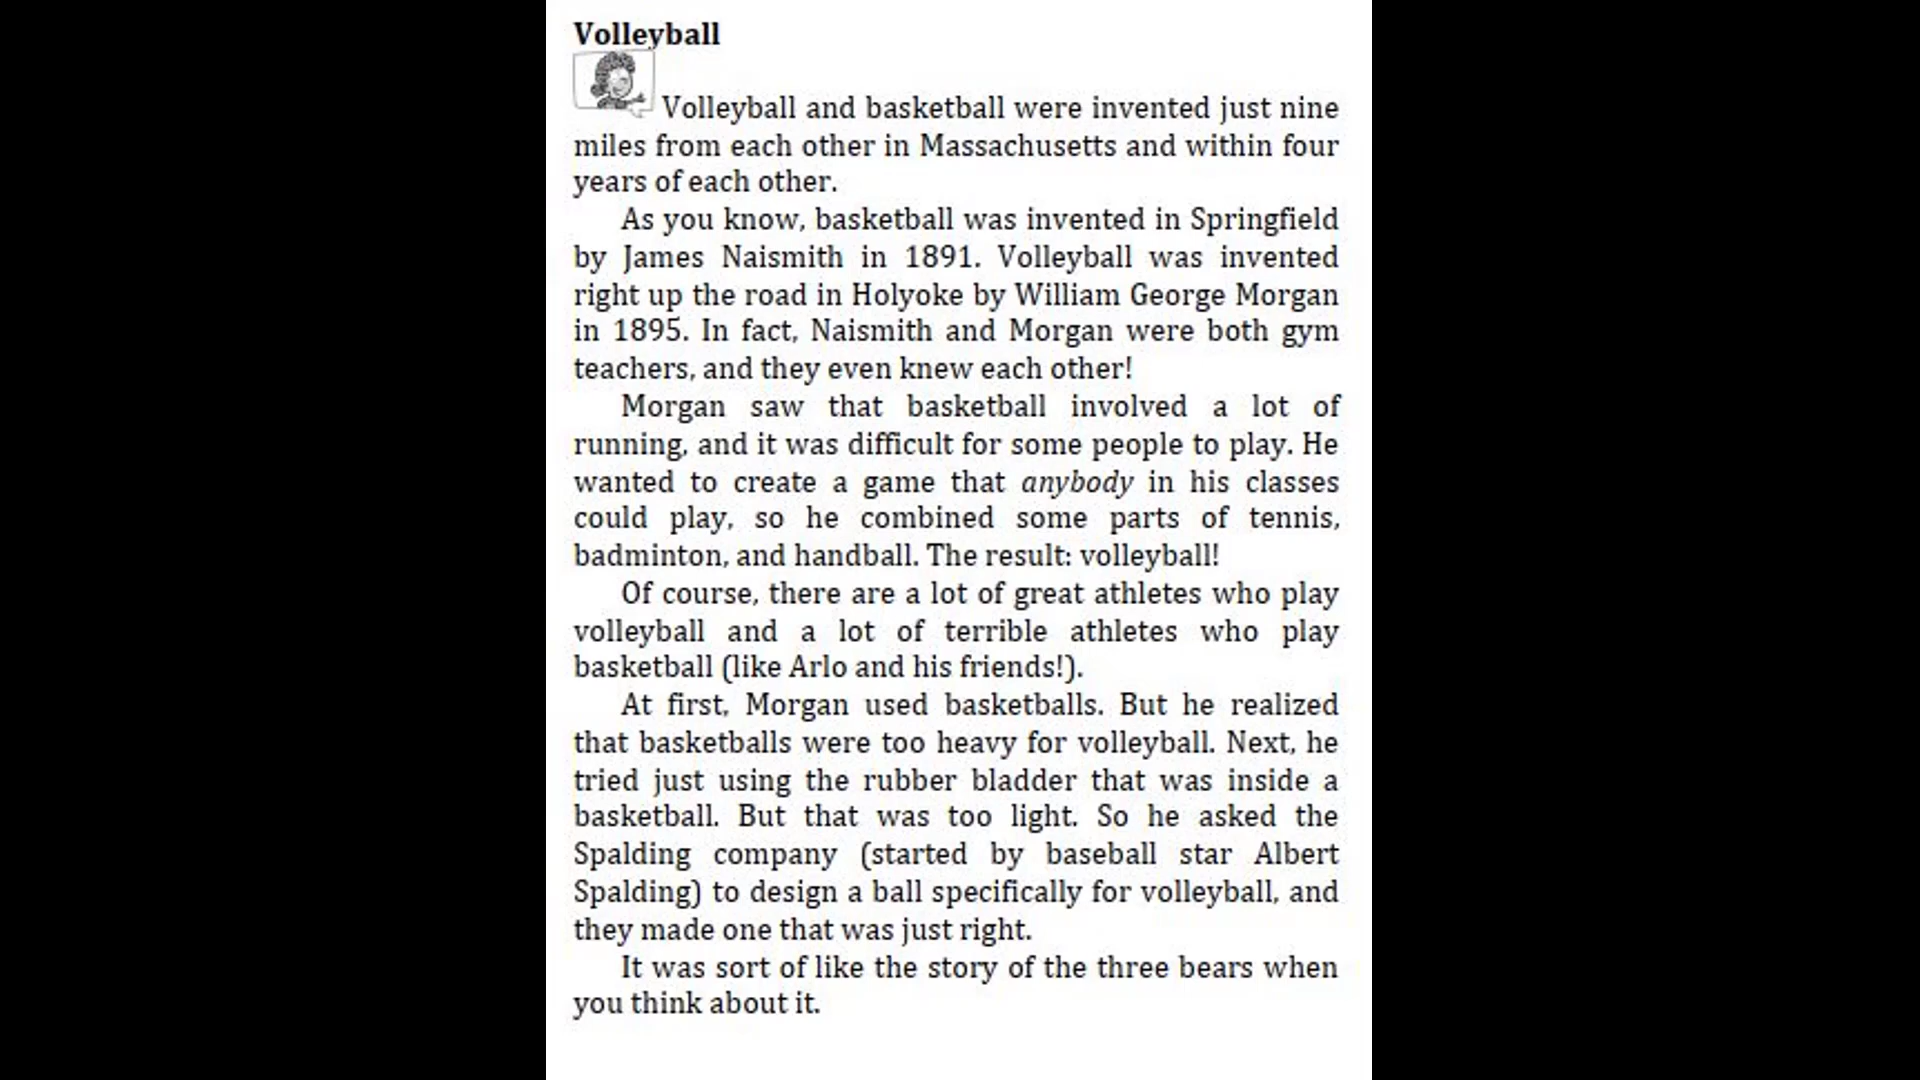 Volleyball
Volleyball and basketball were invented just nine
miles from each other in Massachusetts and within four
years of each other.
As you know, basketball was invented in Springfield
by James Naismith in 1891. Volleyball was invented
right up the road in Holyoke by William George Morgan
in 1895. In fact, Naismith and Morgan were both gym
teachers, and they even knew each other!
Morgan saw that basketball involved a lot of
running, and it was difficult for some people to play. He
wanted to create a game that anybody in his classes
could play, so he combined some parts of tennis,
badminton, and handball. The result: volleyball!
Of course, there are a lot of great athletes who play
volleyball and a lot of terrible athletes who play
basketball (like Arlo and his friends!).
At first, Morgan used basketballs. But he realized
that basketballs were too heavy for volleyball. Next, he
tried just using the rubber bladder that was inside a
basketball. But that was too light. So he asked the
Spalding company (started by baseball star Albert
Spalding) to design a ball specifically for volleyball, and
they made one that was just right.
It was sort of like the story of the three bears when
you think about it.